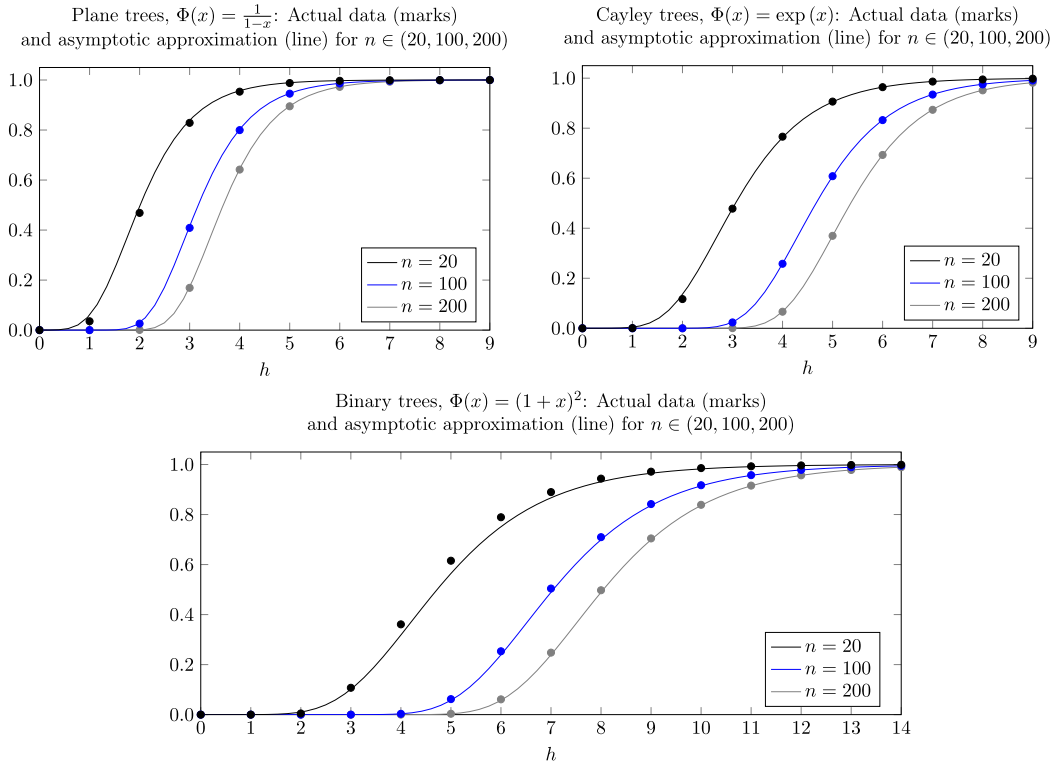 Plane trees, Φ(x) = 1/(1−x): Actual data (marks)
and asymptotic approximation (line) for n ∈ (20, 100, 200)
1.0
0.8
0.6
0.4
0.2
0.0
0 1 2 3 4 5 6 7 8 9
h
n = 20
n = 100
n = 200
Cayley trees, Φ(x) = exp (x): Actual data (marks)
and asymptotic approximation (line) for n ∈ (20, 100, 200)
1.0
0.8
0.6
0.4
0.2
0.0
0 1 2 3 4 5 6 7 8 9
h
n = 20
n = 100
n = 200
Binary trees, Φ(x) = (1 + x)²: Actual data (marks)
and asymptotic approximation (line) for n ∈ (20, 100, 200)
1.0
0.8
0.6
0.4
0.2
0.0
0 1 2 3 4 5 6 7 8 9 10 11 12 13 14
h
n = 20
n = 100
n = 200